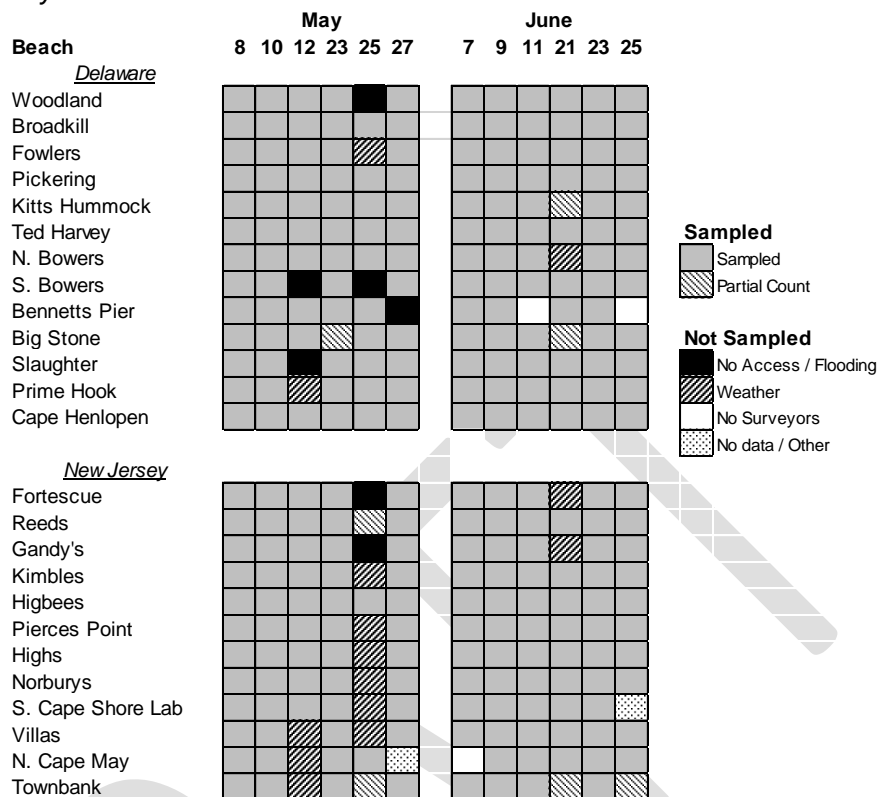 May June
Beach 8 10 12 23 25 27 7 9 11 21 23 25
Delaware
Woodland
Broadkill
Fowlers
Pickering
Kitts Hummock
Ted Harvey
N. Bowers
S. Bowers
Bennetts Pier
Big Stone
Slaughter
Prime Hook
Cape Henlopen
Sampled
Sampled
Partial Count
Not Sampled
No Access / Flooding
Weather
No Surveyors
No data / Other
New Jersey
Fortescue
Reeds
Gandy's
Kimbles
Higbees
Pierces Point
Highs
Norburys
S. Cape Shore Lab
Villas
N. Cape May
Townbank